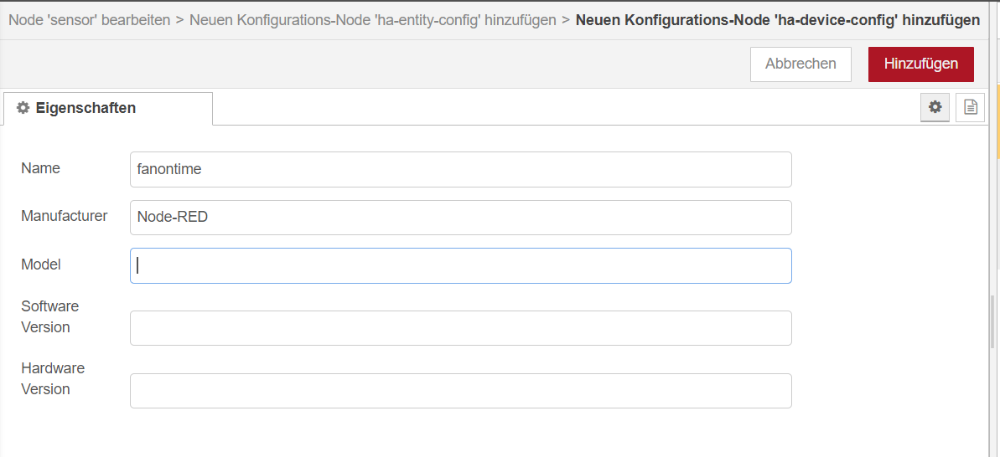 Node 'sensor' bearbeiten > Neuen Konfigurations-Node 'ha-entity-config' hinzufügen > Neuen Konfigurations-Node 'ha-device-config' hinzufügen
Abbrechen Hinzufügen
Eigenschaften
Name fanontime
Manufacturer Node-RED
Model
Software
Version
Hardware
Version